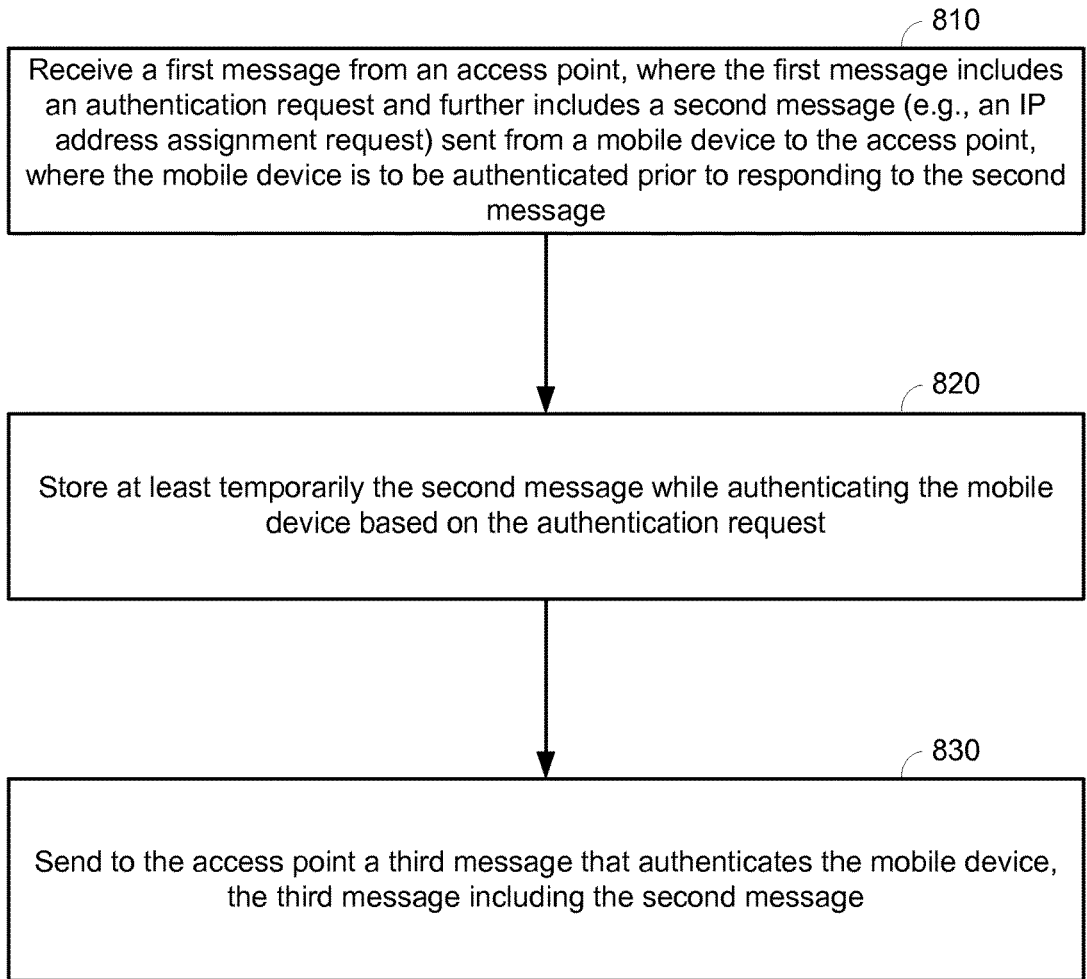 810
Receive a first message from an access point, where the first message includes
an authentication request and further includes a second message (e.g., an IP
address assignment request) sent from a mobile device to the access point,
where the mobile device is to be authenticated prior to responding to the second
message
820
Store at least temporarily the second message while authenticating the mobile
device based on the authentication request
830
Send to the access point a third message that authenticates the mobile device,
the third message including the second message